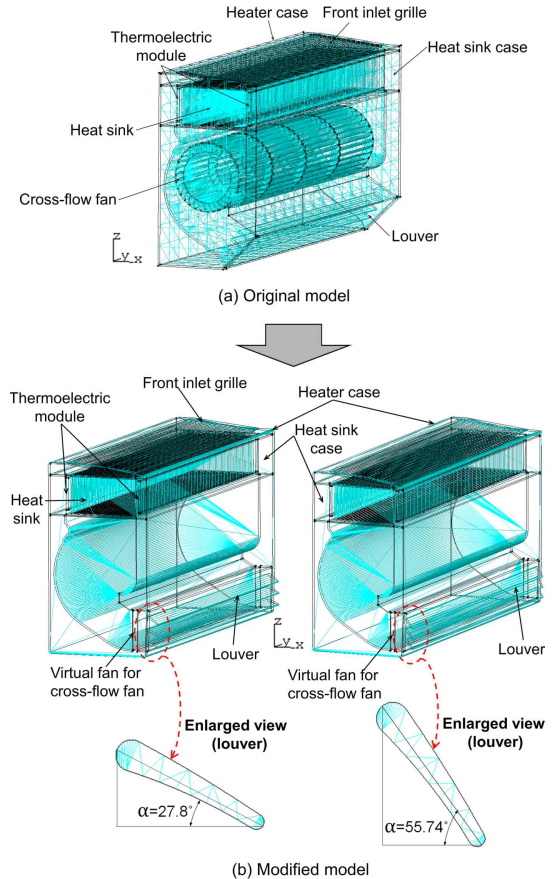 Heater case
Front inlet grille
Thermoelectric
module
Heat sink case
Heat sink
Cross-flow fan
Louver
z
y
x
(a) Original model
Front inlet grille
Thermoelectric
module
Heater case
Heat sink
case
Heat
sink
Louver
z
y
x
Louver
Virtual fan for
cross-flow fan
Virtual fan for
cross-flow fan
Enlarged view
(louver)
Enlarged view
(louver)
α=27.8°
α=55.74°
(b) Modified model